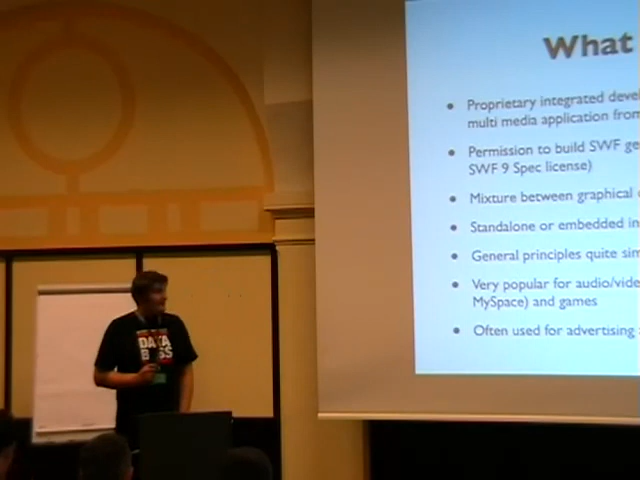 What
• Proprietary integrated devel
multi media application from
• Permission to build SWF ge
SWF 9 Spec license)
• Mixture between graphical
• Standalone or embedded in
• General principles quite sim
• Very popular for audio/vide
MySpace) and games
• Often used for advertising
DATA
BOSS